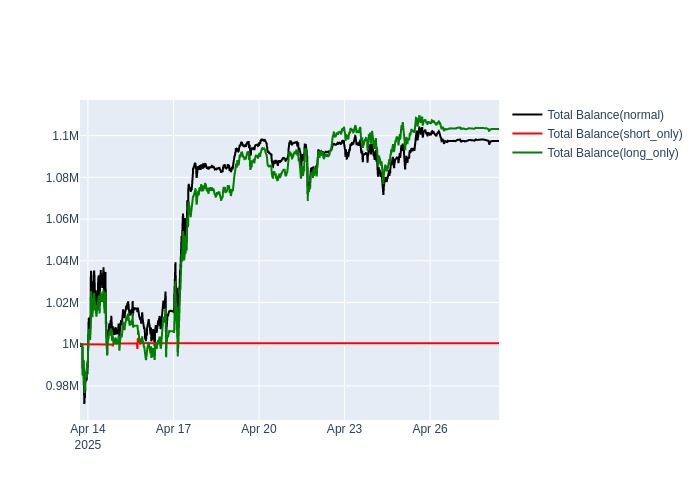 1.1M
1.08M
1.06M
1.04M
1.02M
1M
0.98M
Apr 14
2025
Apr 17
Apr 20
Apr 23
Apr 26
Total Balance(normal)
Total Balance(short_only)
Total Balance(long_only)